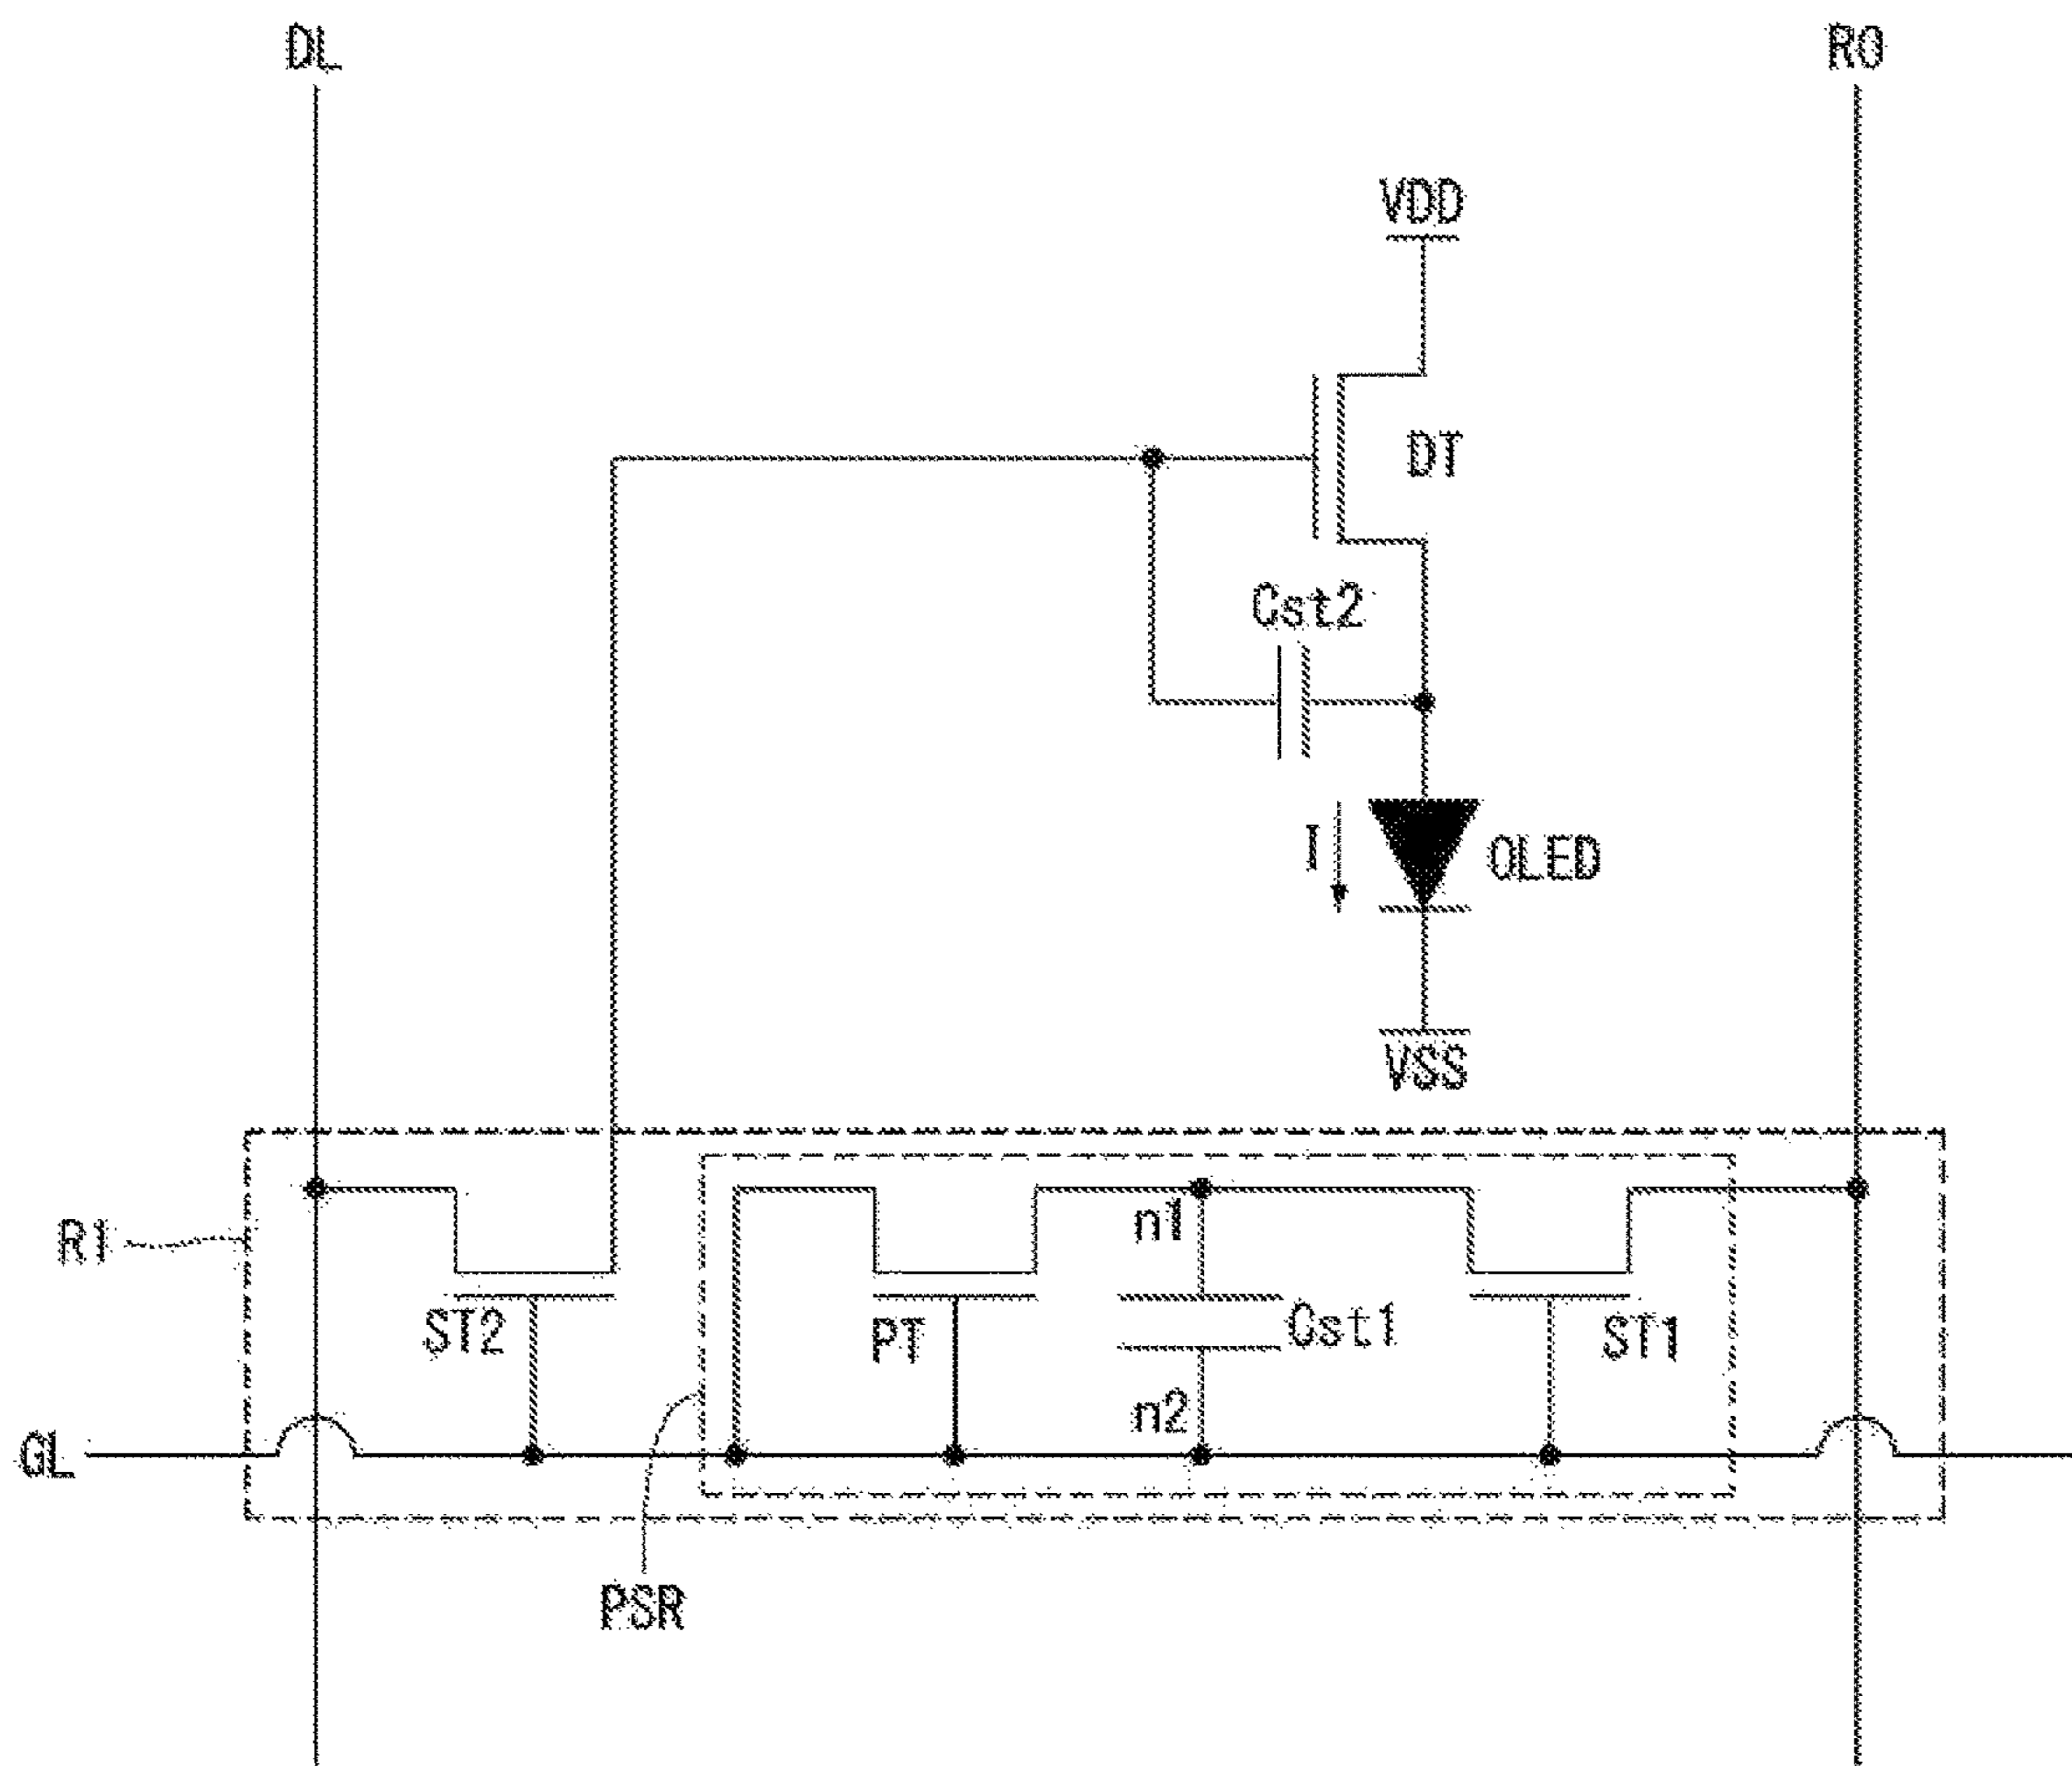 DL
RO
VDD
DT
Cst2
I
OLED
VSS
R1
n1
ST2
PT
Cst1
ST1
n2
GL
PSR